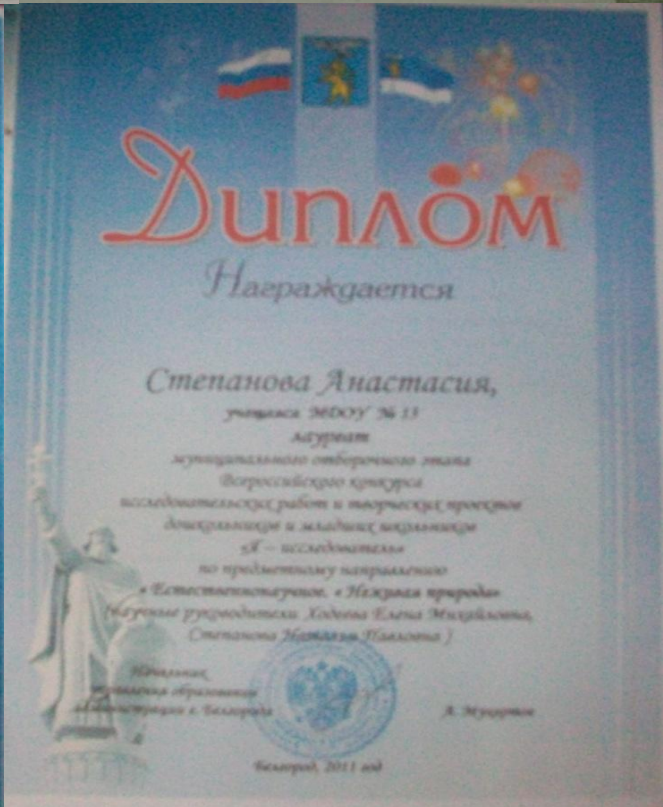 Диплом
Награждается
Степанова Анастасия,
учащаяся МДОУ № 33
лауреат
муниципального отборочного этапа
Всероссийского конкурса
исследовательских работ и творческих проектов
дошкольников и младших школьников
«Я – исследователь»
по предметному направлению
« Естественнонаучное, « Неживая природа»
(научные руководители Ходеева Елена Михайловна,
Степанова Наталья Павловна )
Начальник
управления образования
администрации г. Белгорода
А.
Белгород, 2011 год